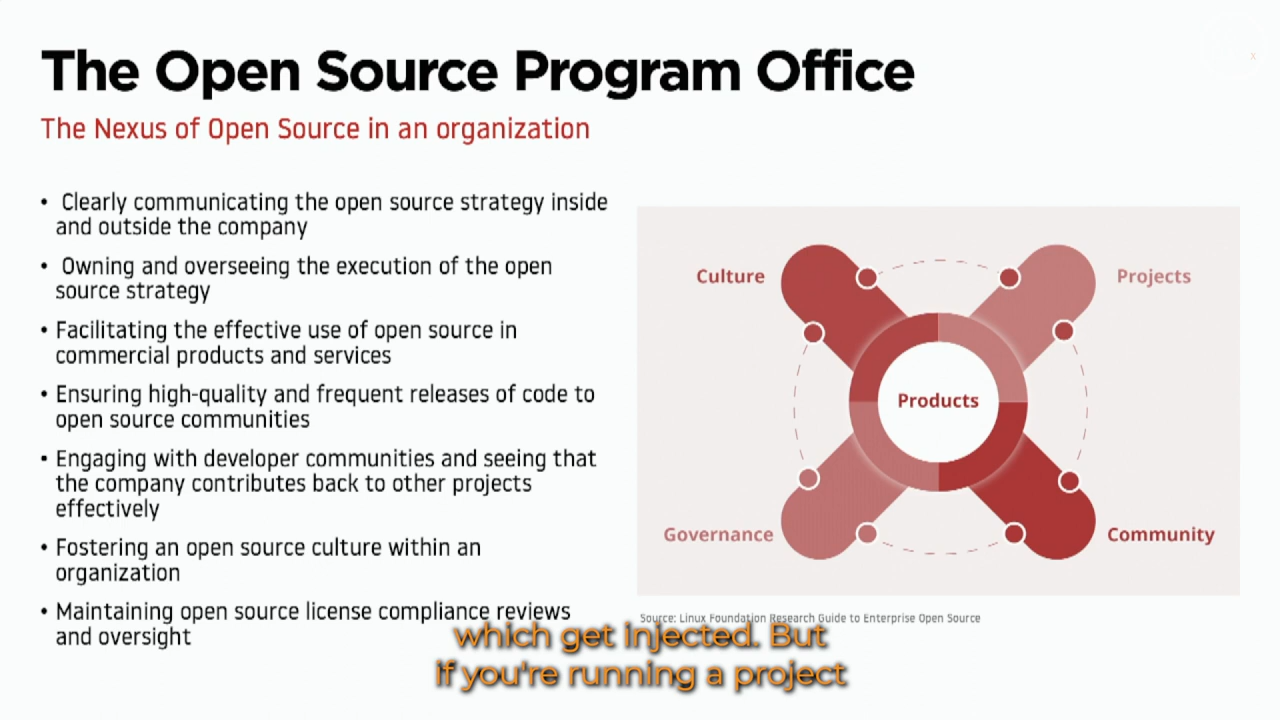 The Open Source Program Office
The Nexus of Open Source in an organization
• Clearly communicating the open source strategy inside
and outside the company
• Owning and overseeing the execution of the open
source strategy
• Facilitating the effective use of open source in
commercial products and services
• Ensuring high-quality and frequent releases of code to
open source communities
• Engaging with developer communities and seeing that
the company contributes back to other projects
effectively
• Fostering an open source culture within an
organization
• Maintaining open source license compliance reviews
and oversight
Culture
Projects
Products
Governance
Community
Source: Linux Foundation Research Guide to Enterprise Open Source
which get injected. But
if you're running a project